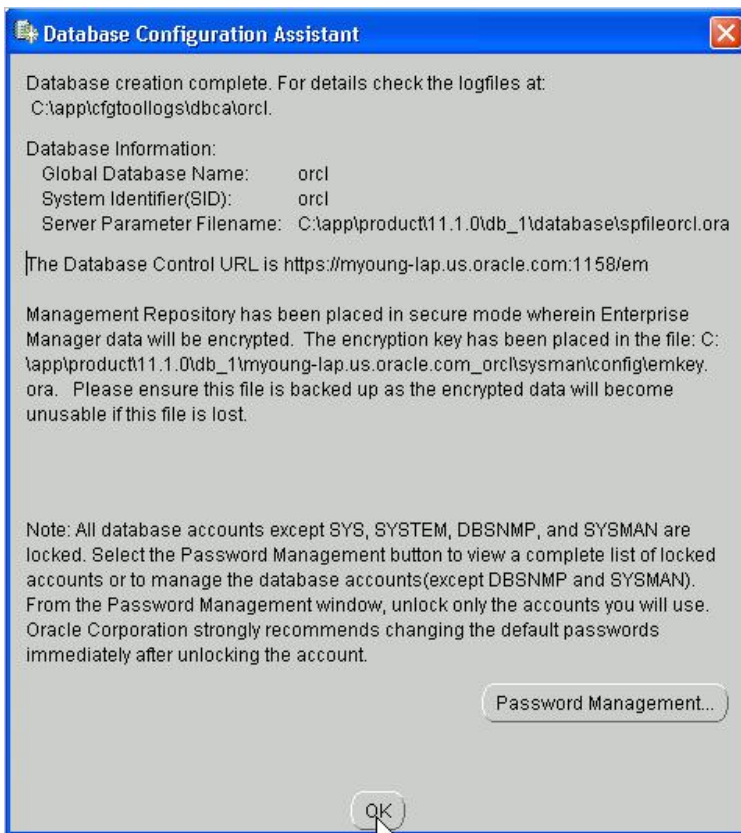 Database Configuration Assistant
Database creation complete. For details check the logfiles at:
C:\app\cfgtoollogs\dbca\orcl.
Database Information:
Global Database Name: orcl
System Identifier(SID): orcl
Server Parameter Filename: C:\app\product\11.1.0\db_1\database\spfileorcl.ora
The Database Control URL is https://myoung-lap.us.oracle.com:1158/em
Management Repository has been placed in secure mode wherein Enterprise
Manager data will be encrypted. The encryption key has been placed in the file: C:
\app\product\11.1.0\db_1\myoung-lap.us.oracle.com_orcl\sysman\config\emkey.
ora. Please ensure this file is backed up as the encrypted data will become
unusable if this file is lost.
Note: All database accounts except SYS, SYSTEM, DBSNMP, and SYSMAN are
locked. Select the Password Management button to view a complete list of locked
accounts or to manage the database accounts(except DBSNMP and SYSMAN).
From the Password Management window, unlock only the accounts you will use.
Oracle Corporation strongly recommends changing the default passwords
immediately after unlocking the account.
Password Management...
OK